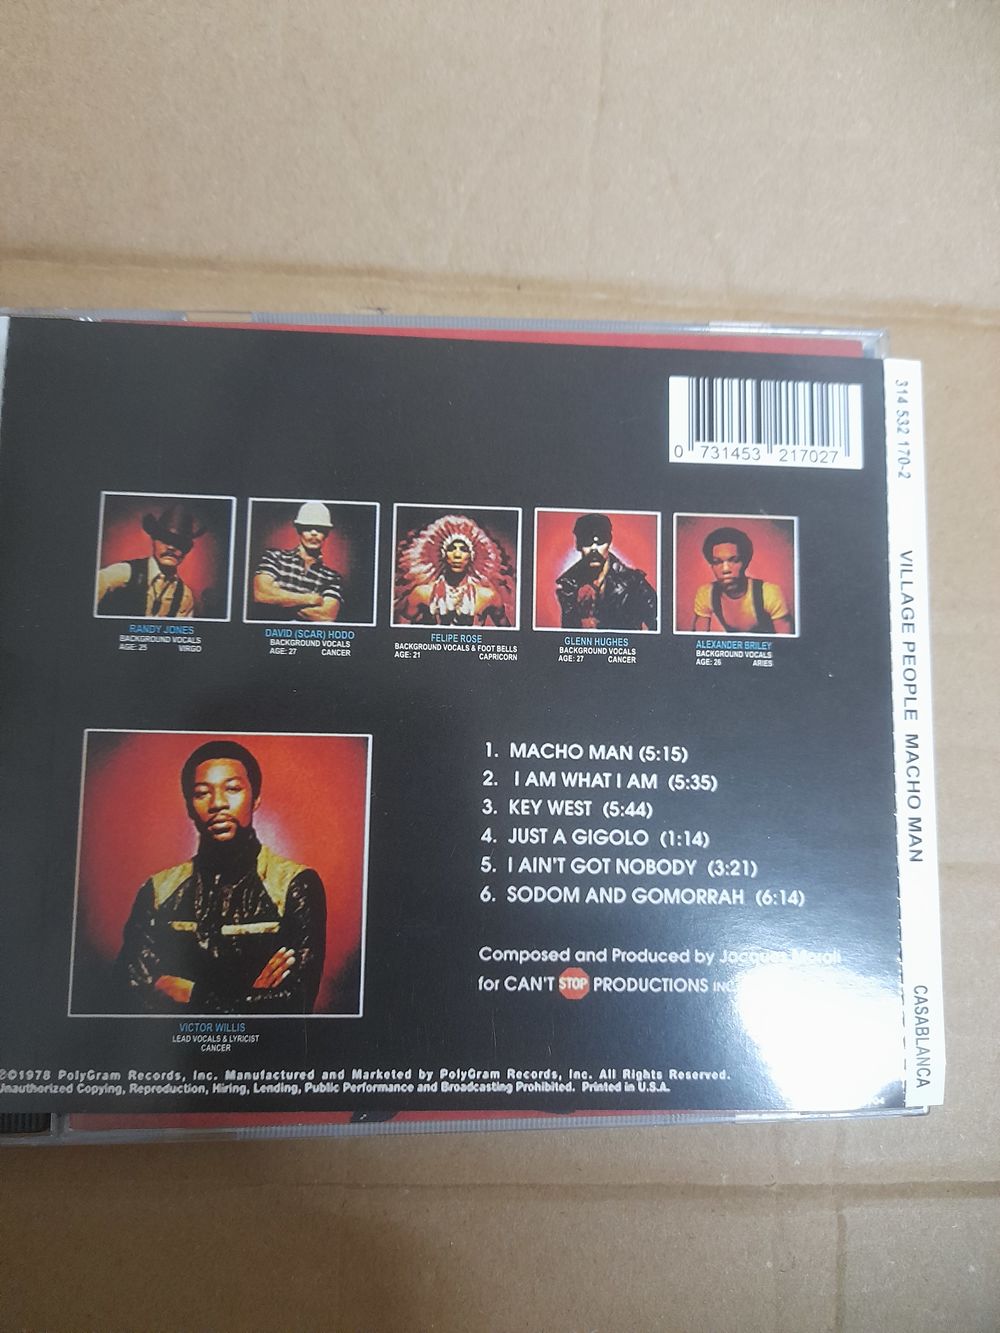 0 731453 217027
314 532 170-2
VILLAGE PEOPLE MACHO MAN
CASABLANCA
RANDY JONES
BACKGROUND VOCALS
AGE: 25 VIRGO
DAVID (SCAR) HODO
BACKGROUND VOCALS
AGE: 27 CANCER
FELIPE ROSE
BACKGROUND VOCALS & FOOT BELLS
AGE: 21 CAPRICORN
GLENN HUGHES
BACKGROUND VOCALS
AGE: 27 CANCER
ALEXANDER BRILEY
BACKGROUND VOCALS
AGE: 26 ARIES
VICTOR WILLIS
LEAD VOCALS & LYRICIST
CANCER
1. MACHO MAN (5:15)
2. I AM WHAT I AM (5:35)
3. KEY WEST (5:44)
4. JUST A GIGOLO (1:14)
5. I AIN'T GOT NOBODY (3:21)
6. SODOM AND GOMORRAH (6:14)
Composed and Produced by Jacques Morali
for CAN'T STOP PRODUCTIONS INC
©1978 PolyGram Records, Inc. Manufactured and Marketed by PolyGram Records, Inc. All Rights Reserved.
Unauthorized Copying, Reproduction, Hiring, Lending, Public Performance and Broadcasting Prohibited. Printed in U.S.A.